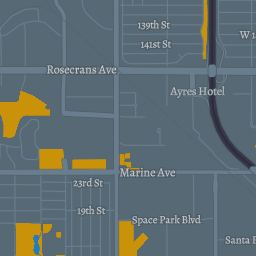 139th St
141st St
W 1
Rosecrans Ave
Ayres Hotel
Marine Ave
23rd St
19th St
Space Park Blvd
Santa